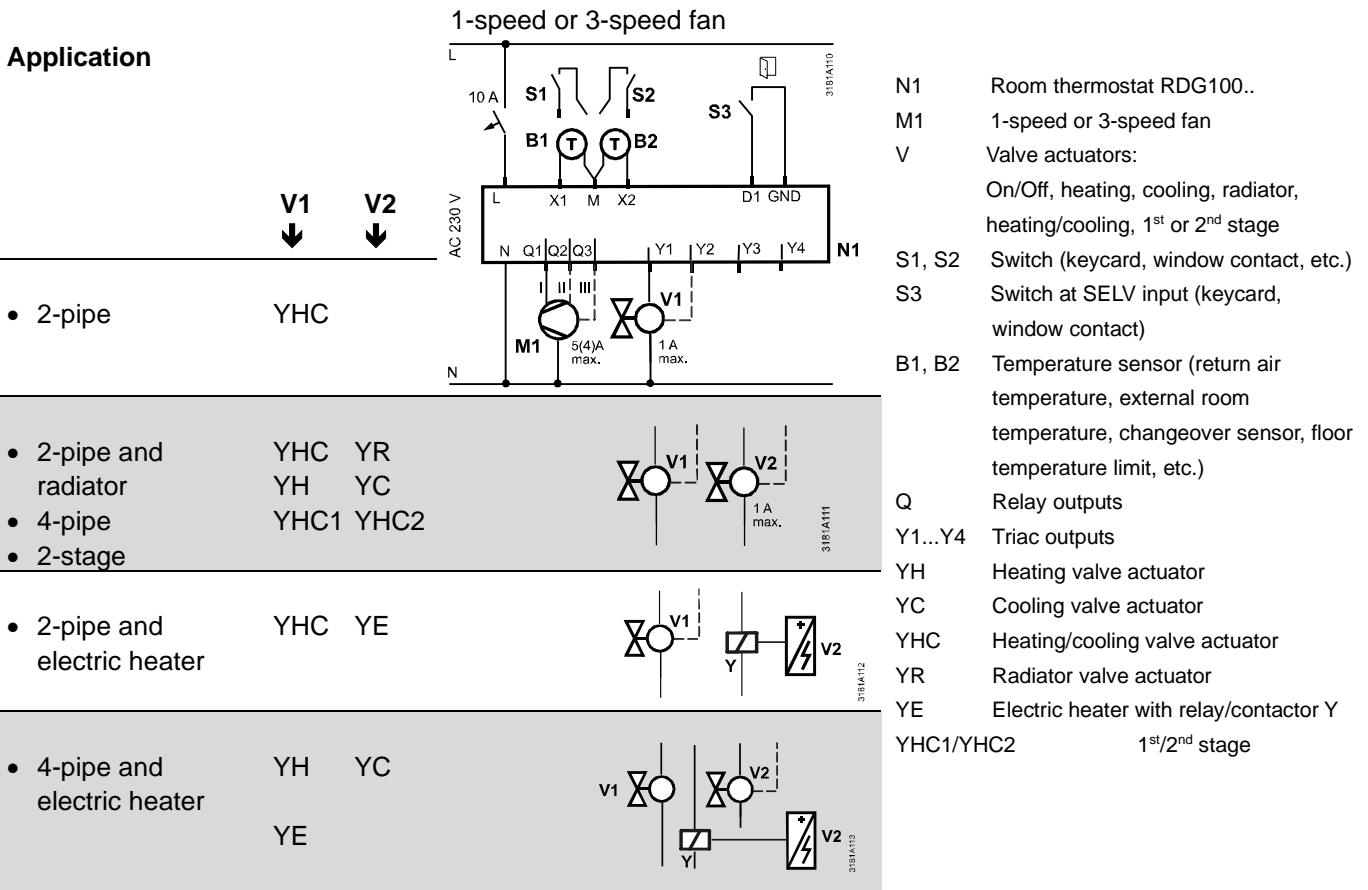 1-speed or 3-speed fan
Application
V1 V2
• 2-pipe YHC
L
10 A
S1 S2
S3
3181A110
B1 T T B2
AC 230 V
L X1 M X2 D1 GND
N Q1 Q2 Q3 Y1 Y2 Y3 Y4 N1
I II III
V1
M1 5(4)A max. 1 A max.
N
• 2-pipe and YHC YR
radiator YH YC
• 4-pipe YHC1 YHC2
• 2-stage
V1 V2
1 A
max.
3181A111
• 2-pipe and YHC YE
electric heater
V1
Y V2
3181A112
• 4-pipe and YH YC
electric heater
YE
V1 V2
Y V2
3181A113
N1 Room thermostat RDG100..
M1 1-speed or 3-speed fan
V Valve actuators:
On/Off, heating, cooling, radiator,
heating/cooling, 1st or 2nd stage
S1, S2 Switch (keycard, window contact, etc.)
S3 Switch at SELV input (keycard,
window contact)
B1, B2 Temperature sensor (return air
temperature, external room
temperature, changeover sensor, floor
temperature limit, etc.)
Q Relay outputs
Y1...Y4 Triac outputs
YH Heating valve actuator
YC Cooling valve actuator
YHC Heating/cooling valve actuator
YR Radiator valve actuator
YE Electric heater with relay/contactor Y
YHC1/YHC2 1st/2nd stage